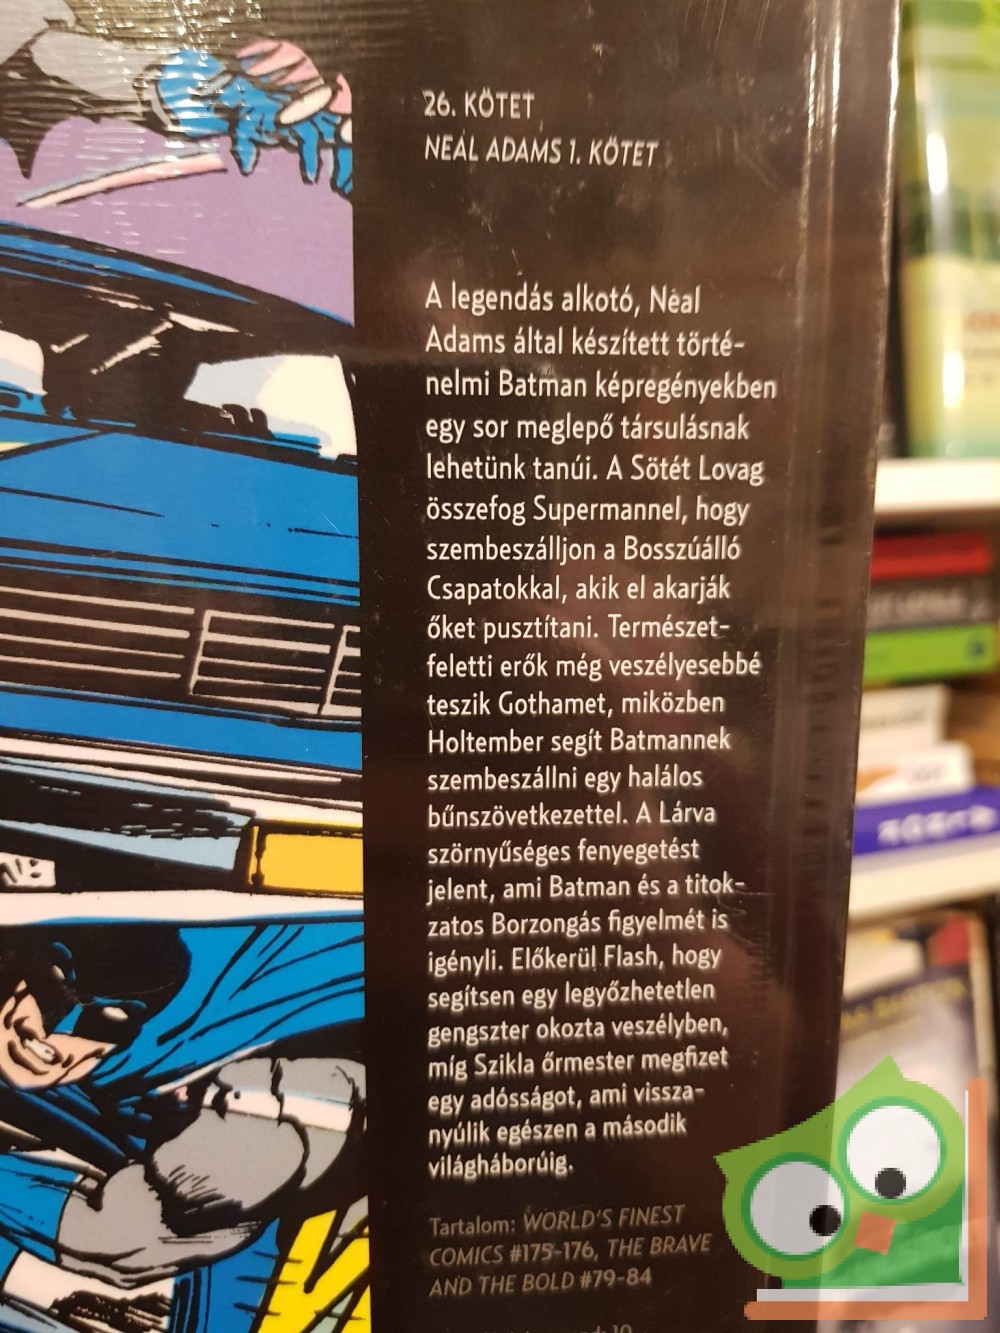 26. KÖTET
NEAL ADAMS 1. KÖTET
A legendás alkotó, Neal
Adams által készített törté-
nelmi Batman képregényekben
egy sor meglepő társulásnak
lehetünk tanúi. A Sötét Lovag
összefog Supermannel, hogy
szembeszálljon a Bosszúálló
Csapatokkal, akik el akarják
őket pusztítani. Természet-
feletti erők még veszélyesebbé
teszik Gothamet, miközben
Holtember segít Batmannek
szembeszállni egy halálos
bűnszövetkezettel. A Lárva
szörnyűséges fenyegetést
jelent, ami Batman és a titok-
zatos Borzongás figyelmét is
igényli. Előkerül Flash, hogy
segítsen egy legyőzhetetlen
gengszter okozta veszélyben,
míg Szikla őrmester megfizet
egy adósságot, ami vissza-
nyúlik egészen a második
világháborúig.
Tartalom: WORLD'S FINEST
COMICS #175-176, THE BRAVE
AND THE BOLD #79-84